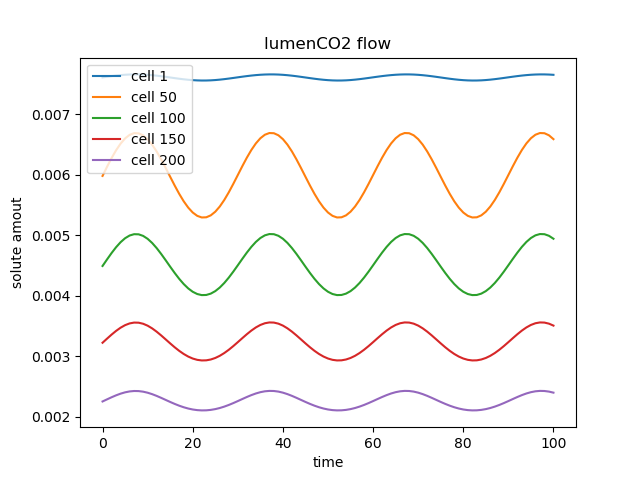 lumenCO2 flow
cell 1
cell 50
cell 100
cell 150
cell 200
solute amout
0.007
0.006
0.005
0.004
0.003
0.002
0 20 40 60 80 100
time